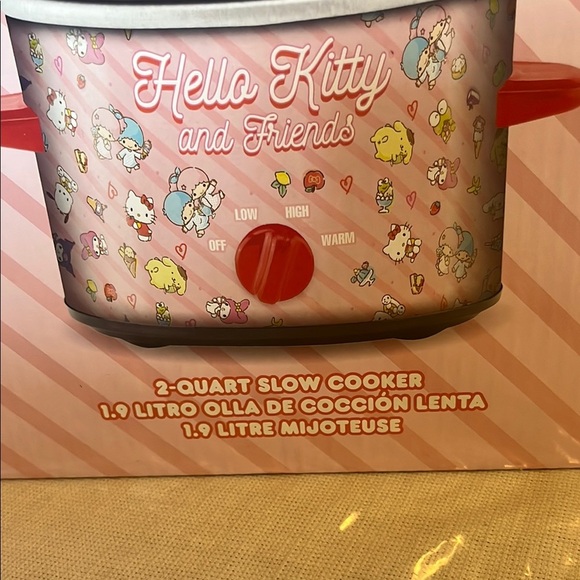 Hello Kitty
and Friends
LOW HIGH
OFF WARM
2-QUART SLOW COOKER
1.9 LITRO OLLA DE COCCIÓN LENTA
1.9 LITRE MIJOTEUSE